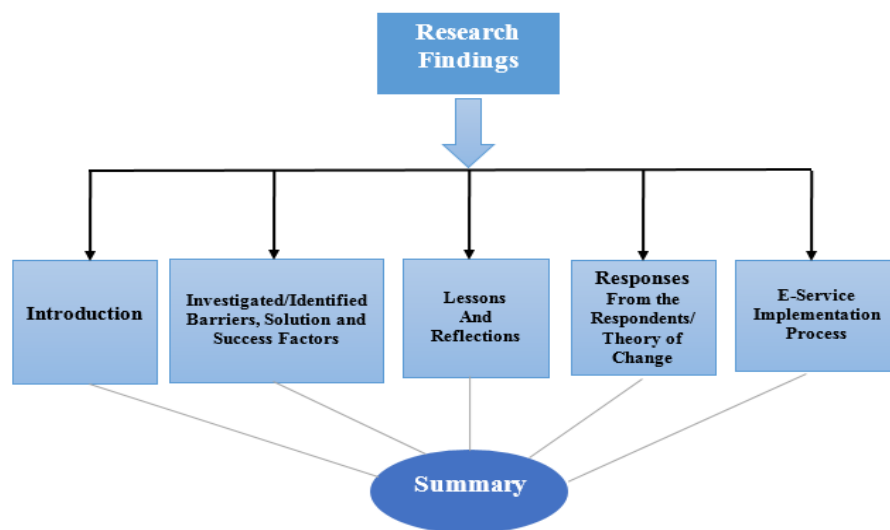 Research
Findings
Introduction
Investigated/Identified
Barriers, Solution and
Success Factors
Lessons
And
Reflections
Responses
From the
Respondents/
Theory of
Change
E-Service
Implementation
Process
Summary